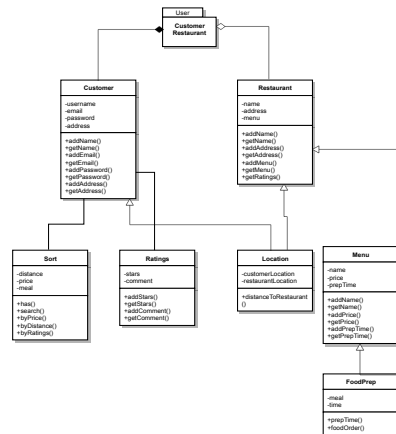 User
Customer
Restaurant
Customer
-username
-email
-password
-address
+addName()
+getName()
+addEmail()
+getEmail()
+addPassword()
+getPassword()
+addAddress()
+getAddress()
Restaurant
-name
-address
-menu
+addName()
+getName()
+addAddress()
+getAddress()
+addMenu()
+getMenu()
+getRatings()
Sort
-distance
-price
-meal
+has()
+search()
+byPrice()
+byDistance()
+byRatings()
Ratings
-stars
-comment
+addStars()
+getStars()
+addComment()
+getComment()
Location
-customerLocation
-restaurantLocation
+distanceToRestaurant
()
Menu
-name
-price
-prepTime
+addName()
+getName()
+addPrice()
+getPrice()
+addPrepTime()
+getPrepTime()
FoodPrep
-meal
-time
+prepTime()
+foodOrder()